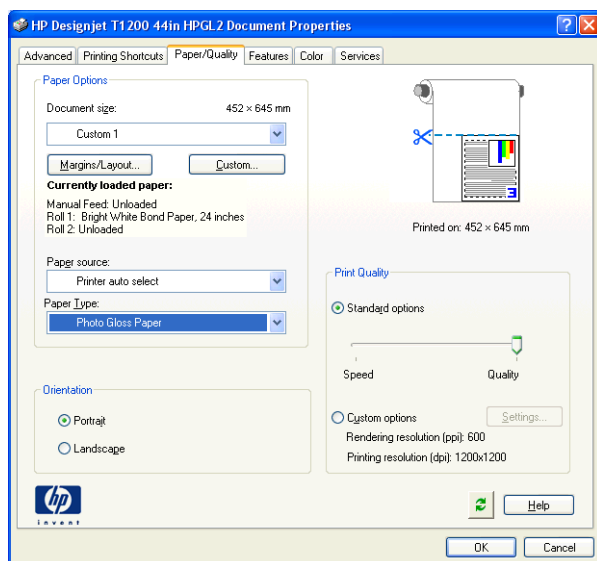 HP Designjet T1200 44in HPGL2 Document Properties
Advanced Printing Shortcuts Paper/Quality Features Color Services
Paper Options
Document size: 452 × 645 mm
Custom 1
Margins/Layout... Custom...
Currently loaded paper:
Manual Feed: Unloaded
Roll 1: Bright White Bond Paper, 24 inches
Roll 2: Unloaded
Paper source:
Printer auto select
Paper Type:
Photo Gloss Paper
Orientation
Portrait
Landscape
3
Printed on: 452 × 645 mm
Print Quality
Standard options
Speed Quality
Custom options Settings...
Rendering resolution (ppi): 600
Printing resolution (dpi): 1200x1200
hp
invent
Help
OK Cancel